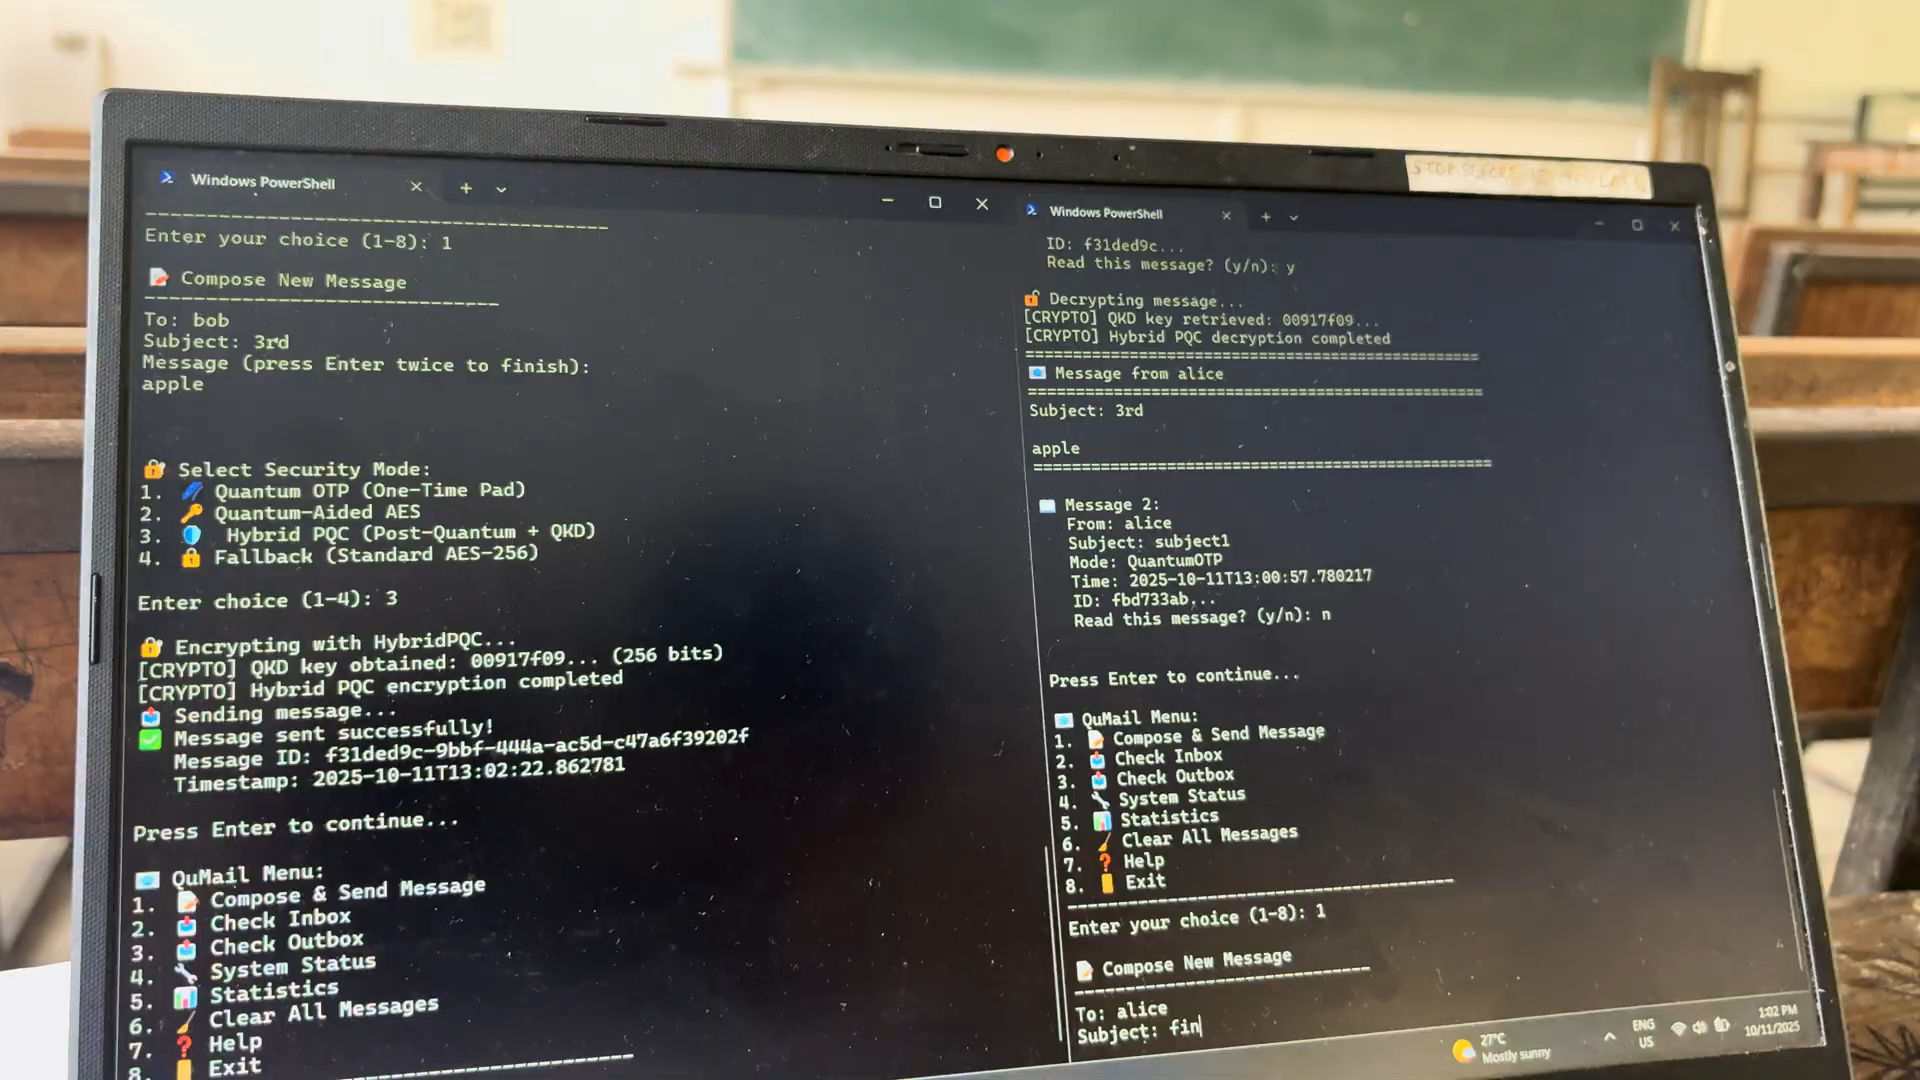 Windows PowerShell
Enter your choice (1-8): 1
Compose New Message
To: bob
Subject: 3rd
Message (press Enter twice to finish):
apple
Select Security Mode:
1. Quantum OTP (One-Time Pad)
2. Quantum-Aided AES
3. Hybrid PQC (Post-Quantum + QKD)
4. Fallback (Standard AES-256)
Enter choice (1-4): 3
Encrypting with HybridPQC...
[CRYPTO] QKD key obtained: 00917f09... (256 bits)
[CRYPTO] Hybrid PQC encryption completed
Sending message...
Message sent successfully!
Message ID: f31ded9c-9bbf-444a-ac5d-c47a6f39202f
Timestamp: 2025-10-11T13:02:22.862781
Press Enter to continue...
QuMail Menu:
1. Compose & Send Message
2. Check Inbox
3. Check Outbox
4. System Status
5. Statistics
6. Clear All Messages
7. Help
8. Exit
Windows PowerShell
ID: f31ded9c...
Read this message? (y/n): y
Decrypting message...
[CRYPTO] QKD key retrieved: 00917f09...
[CRYPTO] Hybrid PQC decryption completed
Message from alice
Subject: 3rd
apple
Message 2:
From: alice
Subject: subject1
Mode: QuantumOTP
Time: 2025-10-11T13:00:57.780217
ID: fbd733ab...
Read this message? (y/n): n
Press Enter to continue...
QuMail Menu:
1. Compose & Send Message
2. Check Inbox
3. Check Outbox
4. System Status
5. Statistics
6. Clear All Messages
7. Help
8. Exit
Enter your choice (1-8): 1
Compose New Message
To: alice
Subject: fin
27°C
Mostly sunny
ENG
US
1:02 PM
10/11/2025